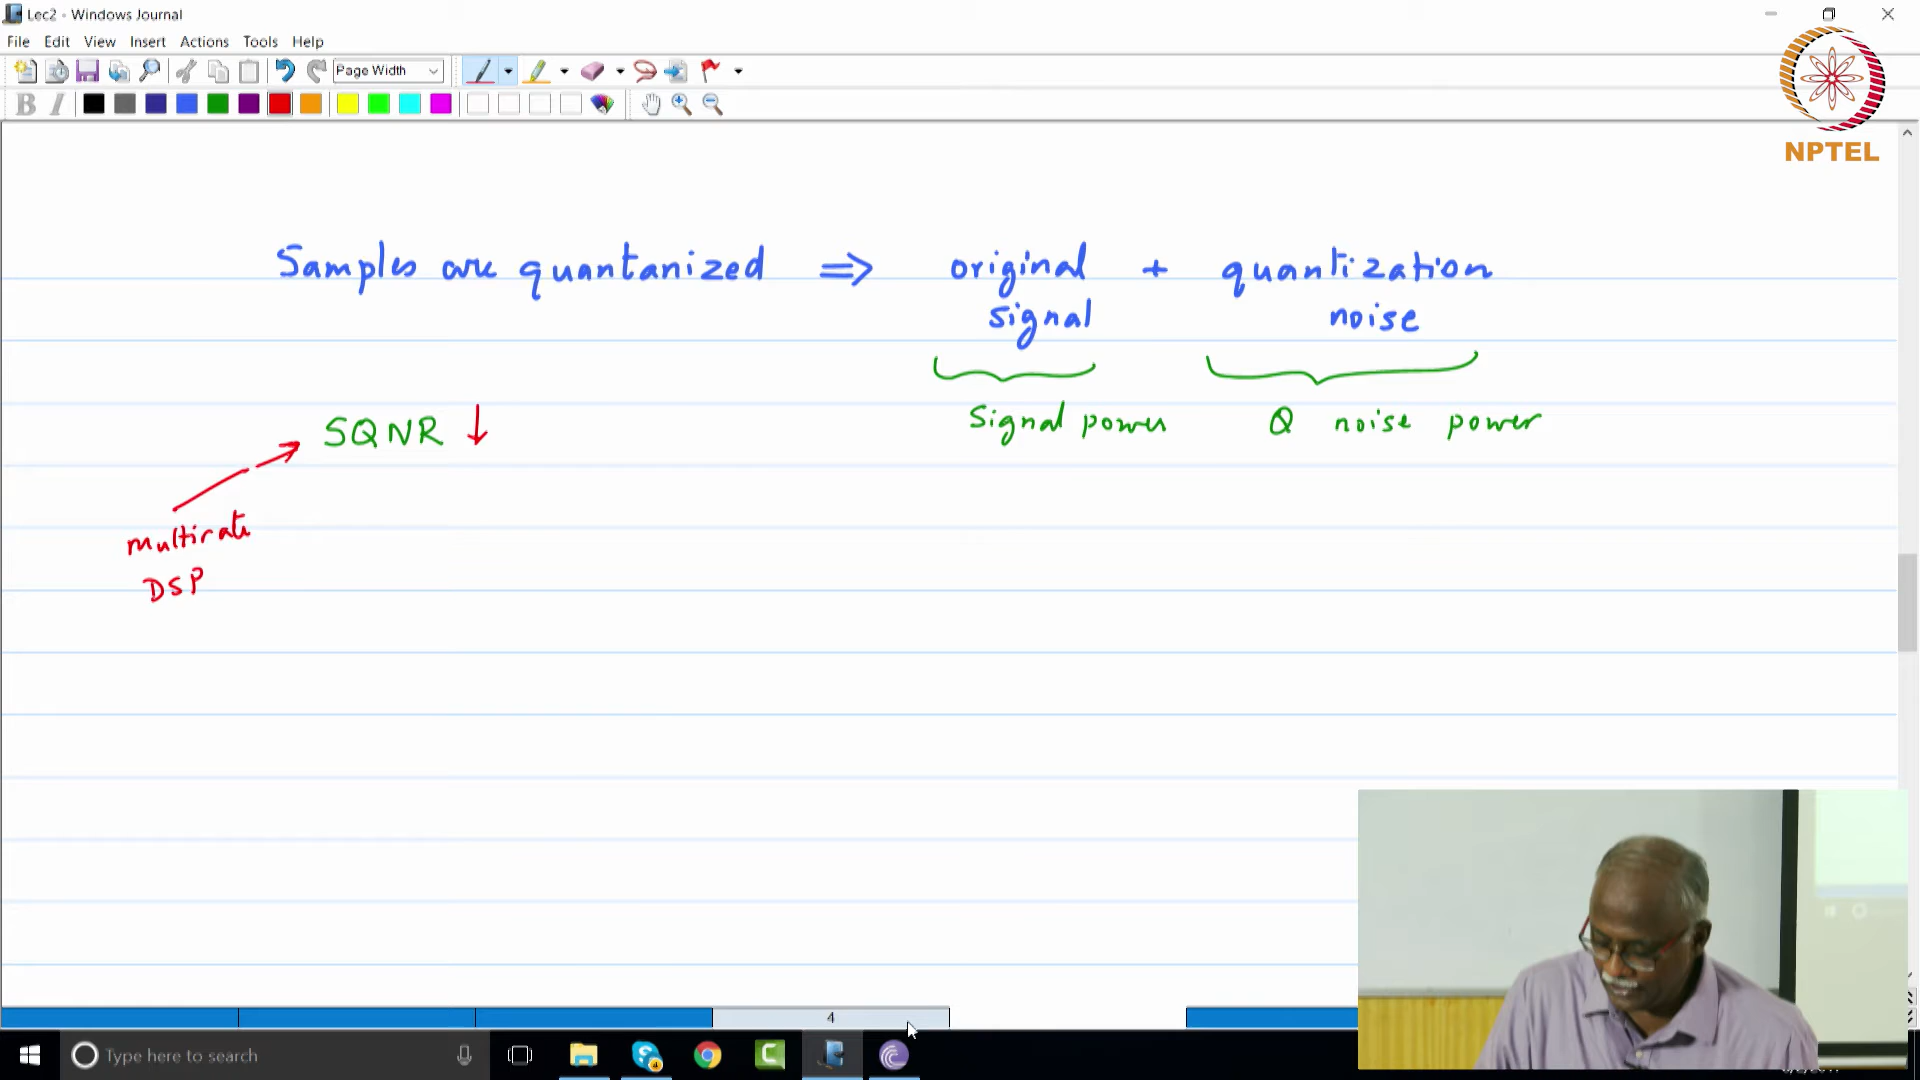 Lec2 - Windows Journal
File Edit View Insert Actions Tools Help
Page Width
B I
NPTEL
Samples are quantanized ⇒ original + quantization
signal noise
SQNR ↓ Signal power Q noise power
multirate
DSP
4
Type here to search
4